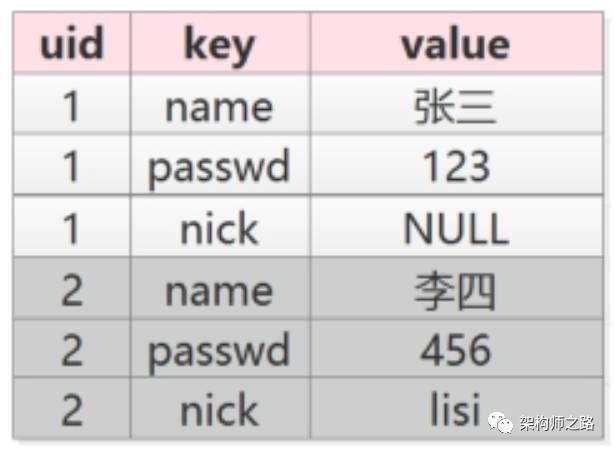 uid key value
1 name 张三
1 passwd 123
1 nick NULL
2 name 李四
2 passwd 456
2 nick lisi
架构师之路